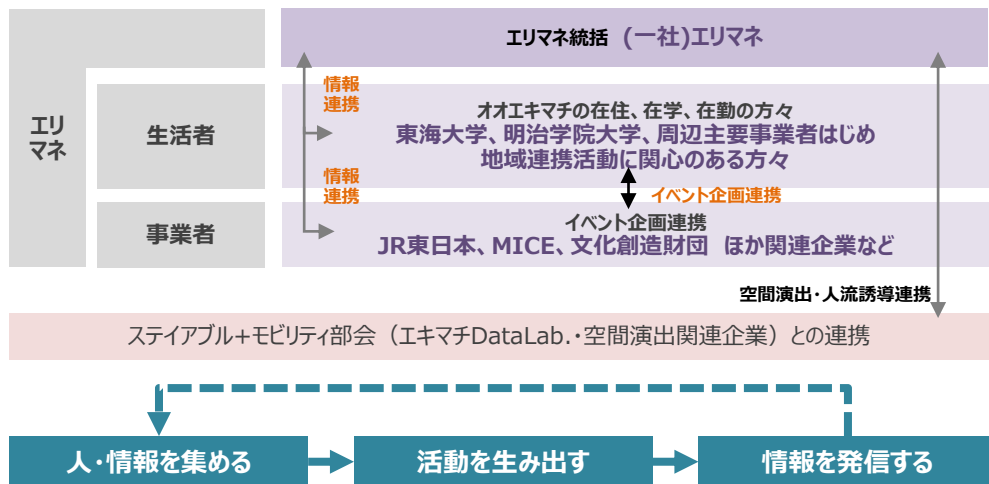 エリマネ統括 (一社)エリマネ
情報
連携
エリ
マネ
生活者
オオエキマチの在住、在学、在勤の方々
東海大学、明治学院大学、周辺主要事業者はじめ
地域連携活動に関心のある方々
情報
連携
イベント企画連携
事業者
イベント企画連携
JR東日本、MICE、文化創造財団 ほか関連企業など
空間演出・人流誘導連携
ステイアブル+モビリティ部会（エキマチDataLab.・空間演出関連企業）との連携
人・情報を集める
活動を生み出す
情報を発信する